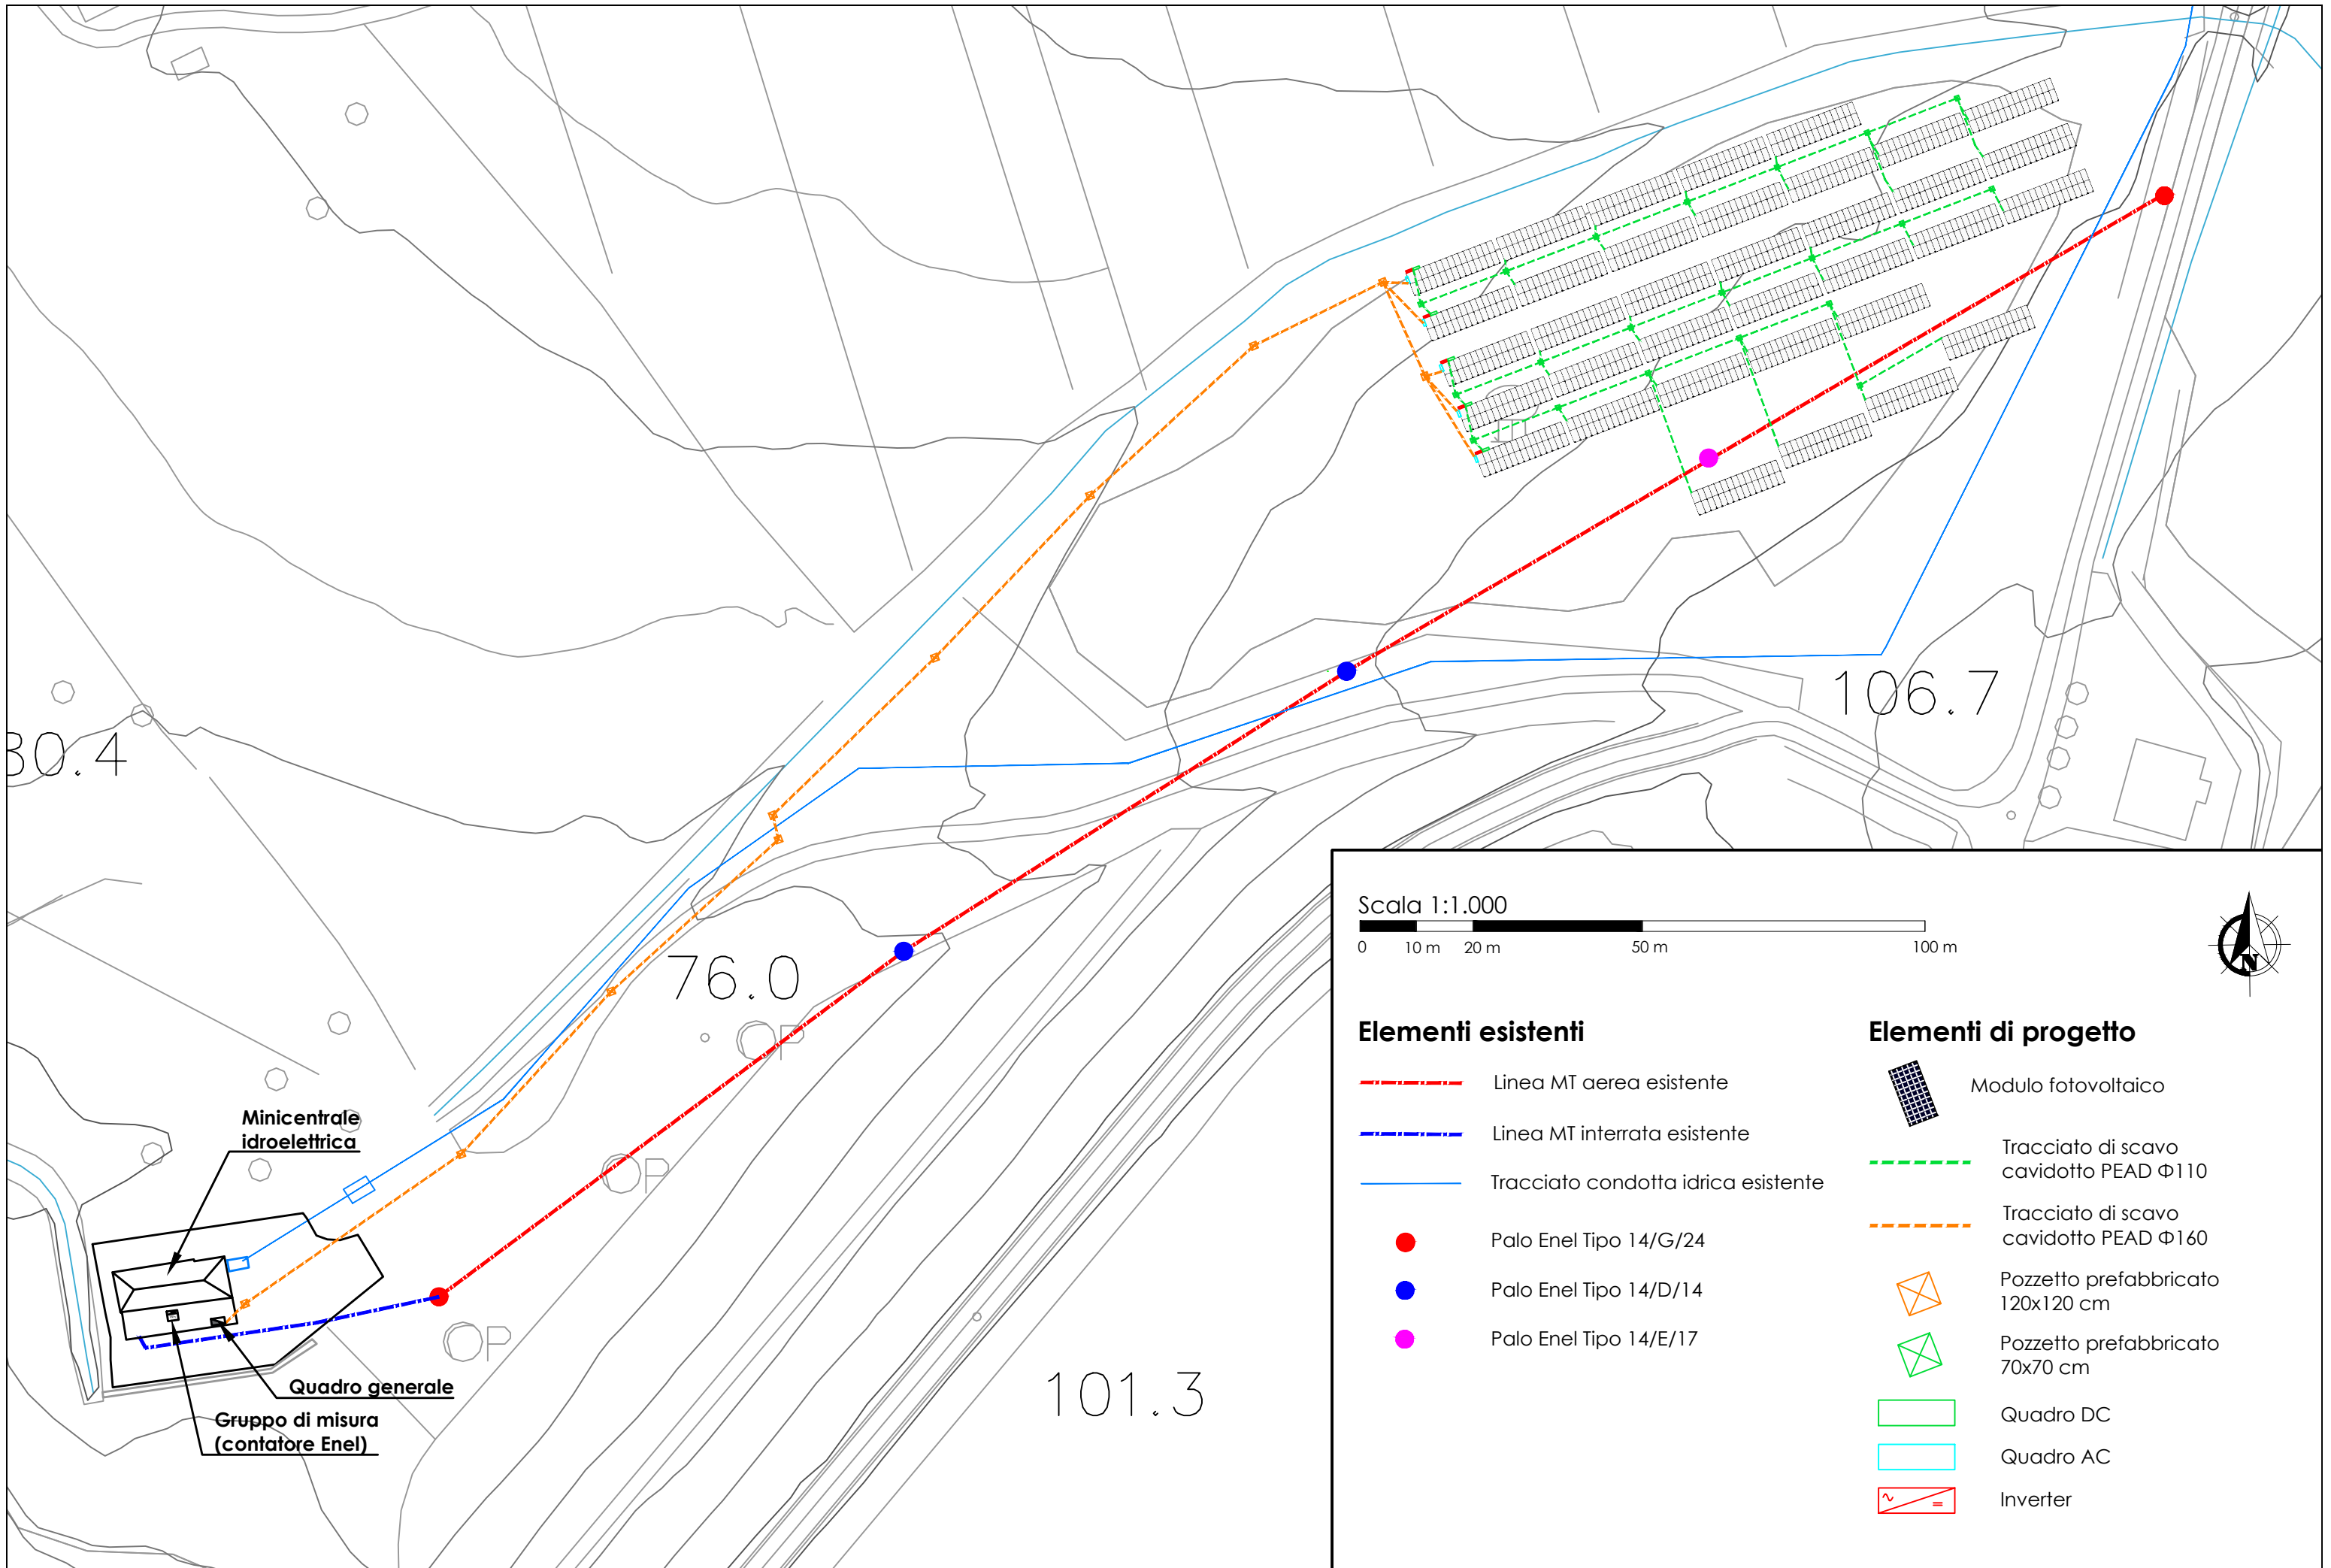 106.7
80.4
76.0
P
P
P
101.3
Minicentrale
idroelettrica
Quadro generale
Gruppo di misura
(contatore Enel)
Scala 1:1.000
0 10 m 20 m 50 m 100 m
N
Elementi esistenti
Linea MT aerea esistente
Linea MT interrata esistente
Tracciato condotta idrica esistente
Palo Enel Tipo 14/G/24
Palo Enel Tipo 14/D/14
Palo Enel Tipo 14/E/17
Elementi di progetto
Modulo fotovoltaico
Tracciato di scavo
cavidotto PEAD Φ110
Tracciato di scavo
cavidotto PEAD Φ160
Pozzetto prefabbricato
120x120 cm
Pozzetto prefabbricato
70x70 cm
Quadro DC
Quadro AC
Inverter